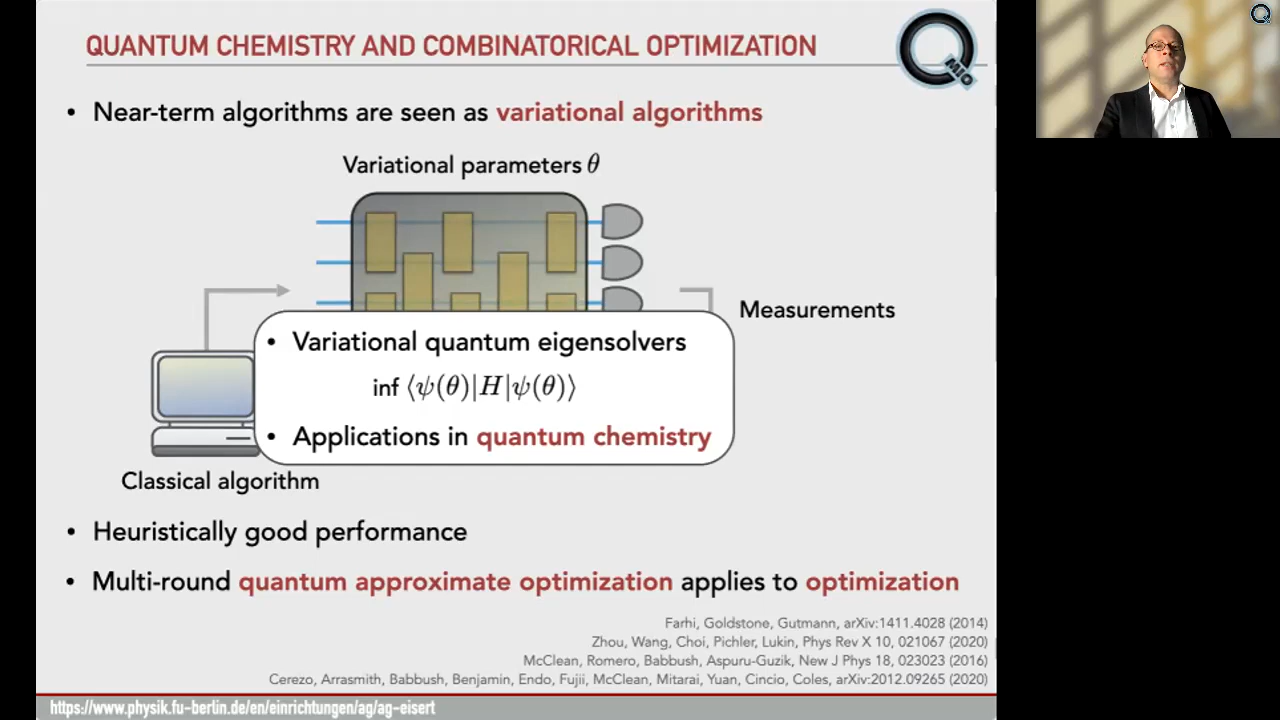 QUANTUM CHEMISTRY AND COMBINATORICAL OPTIMIZATION
Q MIO
• Near-term algorithms are seen as variational algorithms
Variational parameters θ
Measurements
• Variational quantum eigensolvers
inf ⟨ψ(θ)|H|ψ(θ)⟩
• Applications in quantum chemistry
Classical algorithm
• Heuristically good performance
• Multi-round quantum approximate optimization applies to optimization
Farhi, Goldstone, Gutmann, arXiv:1411.4028 (2014)
Zhou, Wang, Choi, Pichler, Lukin, Phys Rev X 10, 021067 (2020)
McClean, Romero, Babbush, Aspuru-Guzik, New J Phys 18, 023023 (2016)
Cerezo, Arrasmith, Babbush, Benjamin, Endo, Fujii, McClean, Mitarai, Yuan, Cincio, Coles, arXiv:2012.09265 (2020)
https://www.physik.fu-berlin.de/en/einrichtungen/ag/ag-eisert